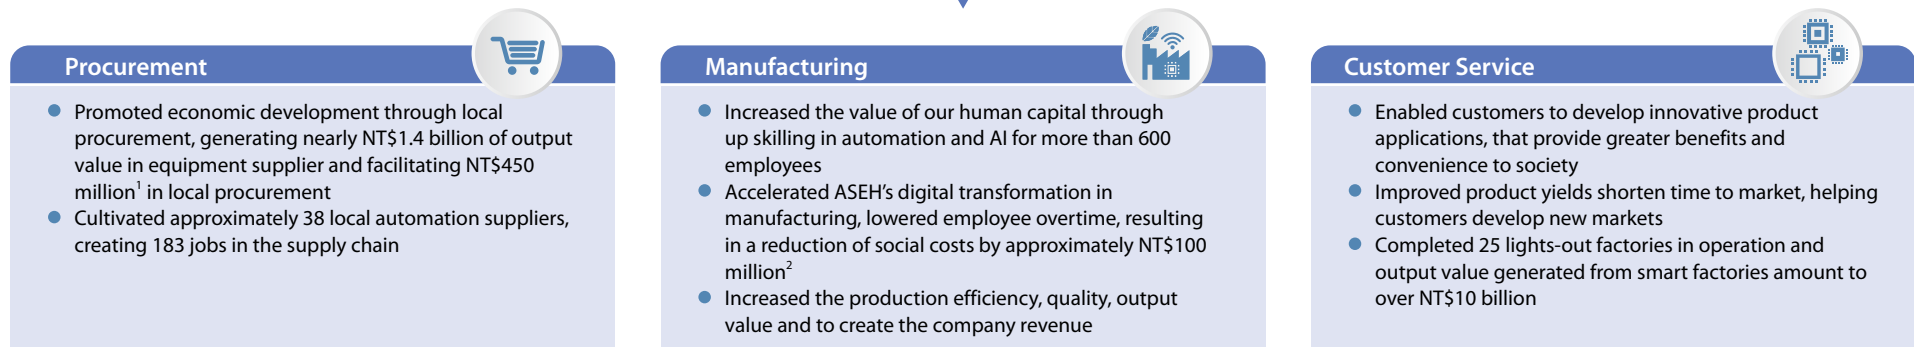 Procurement
Promoted economic development through local
procurement, generating nearly NT$1.4 billion of output
value in equipment supplier and facilitating NT$450
million1 in local procurement
Cultivated approximately 38 local automation suppliers,
creating 183 jobs in the supply chain
Manufacturing
Increased the value of our human capital through
up skilling in automation and AI for more than 600
employees
Accelerated ASEH’s digital transformation in
manufacturing, lowered employee overtime, resulting
in a reduction of social costs by approximately NT$100
million2
Increased the production efficiency, quality, output
value and to create the company revenue
Customer Service
Enabled customers to develop innovative product
applications, that provide greater benefits and
convenience to society
Improved product yields shorten time to market, helping
customers develop new markets
Completed 25 lights-out factories in operation and
output value generated from smart factories amount to
over NT$10 billion